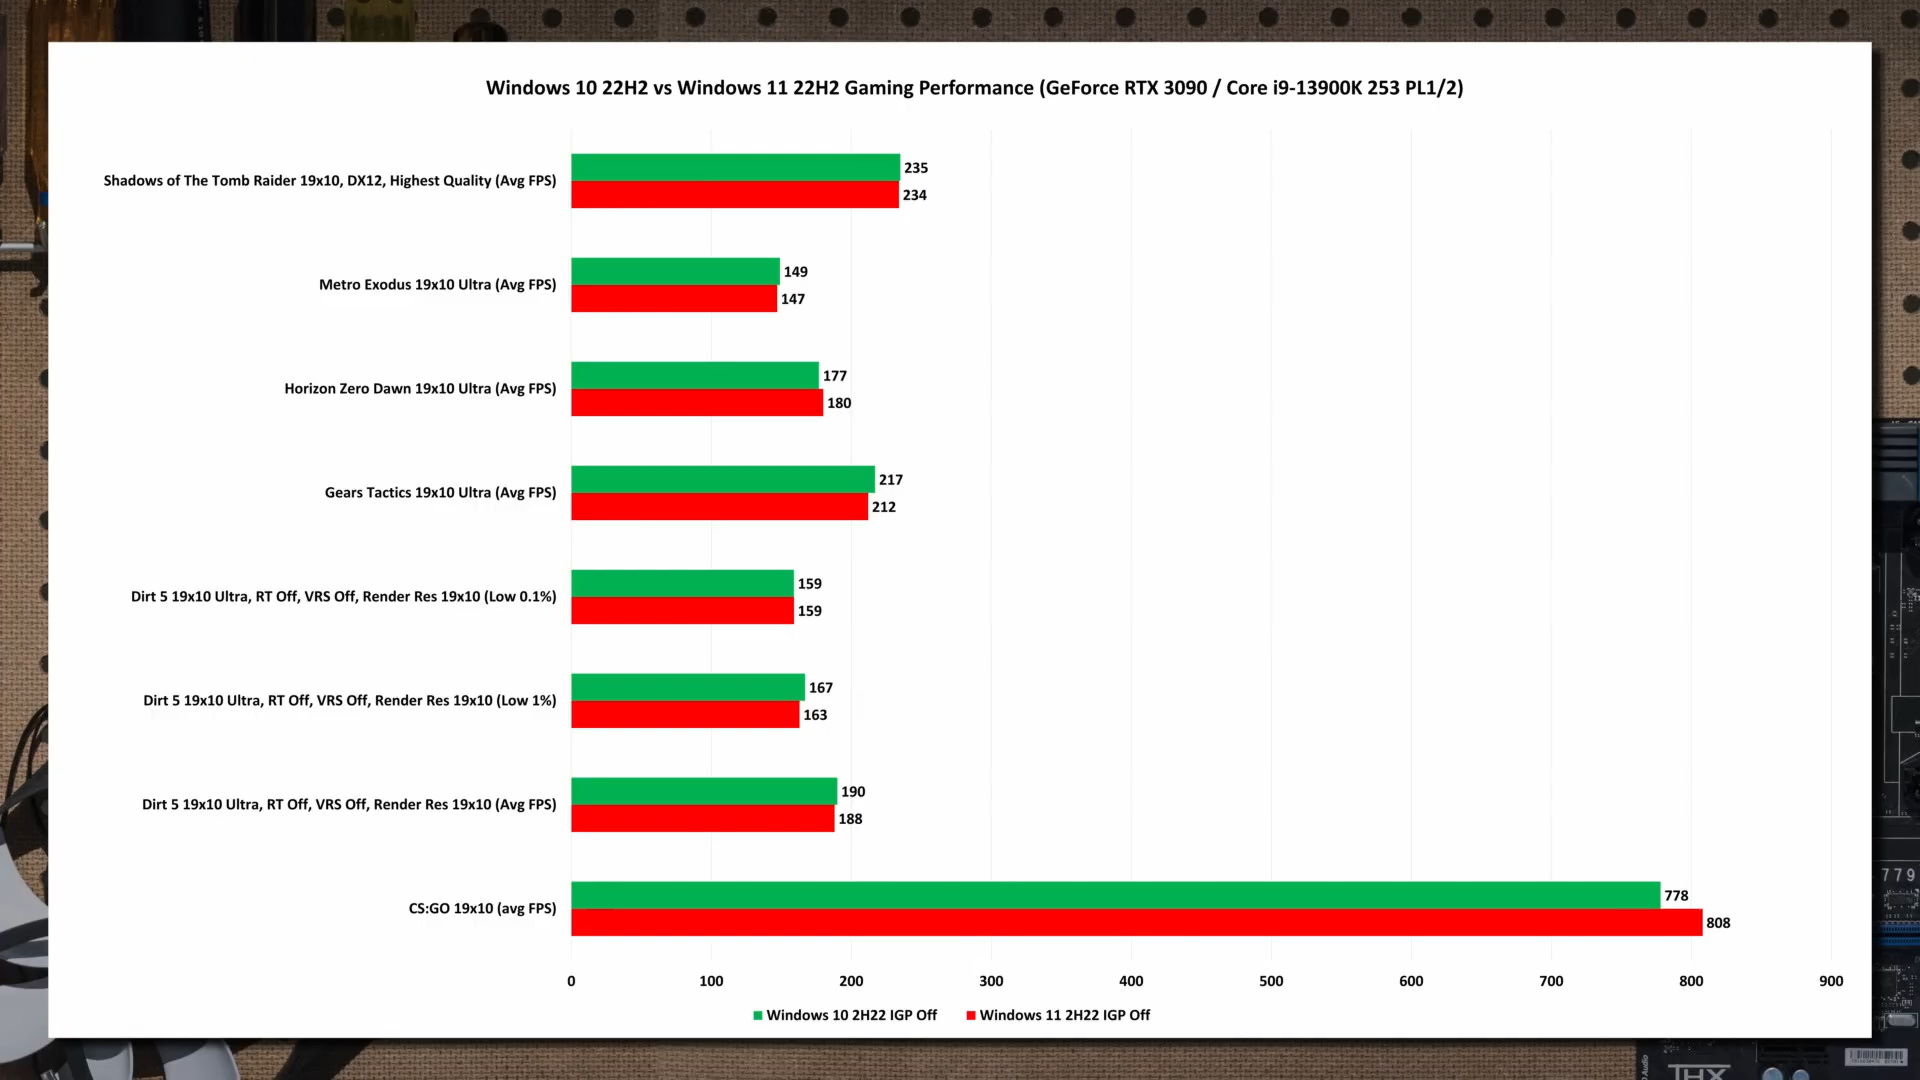 Windows 10 22H2 vs Windows 11 22H2 Gaming Performance (GeForce RTX 3090 / Core i9-13900K 253 PL1/2)
Shadows of The Tomb Raider 19x10, DX12, Highest Quality (Avg FPS)
235
234
Metro Exodus 19x10 Ultra (Avg FPS)
149
147
Horizon Zero Dawn 19x10 Ultra (Avg FPS)
177
180
Gears Tactics 19x10 Ultra (Avg FPS)
217
212
Dirt 5 19x10 Ultra, RT Off, VRS Off, Render Res 19x10 (Low 0.1%)
159
159
Dirt 5 19x10 Ultra, RT Off, VRS Off, Render Res 19x10 (Low 1%)
167
163
Dirt 5 19x10 Ultra, RT Off, VRS Off, Render Res 19x10 (Avg FPS)
190
188
CS:GO 19x10 (avg FPS)
778
808
0 100 200 300 400 500 600 700 800 900
Windows 10 2H22 IGP Off Windows 11 2H22 IGP Off
779
Audio
THX